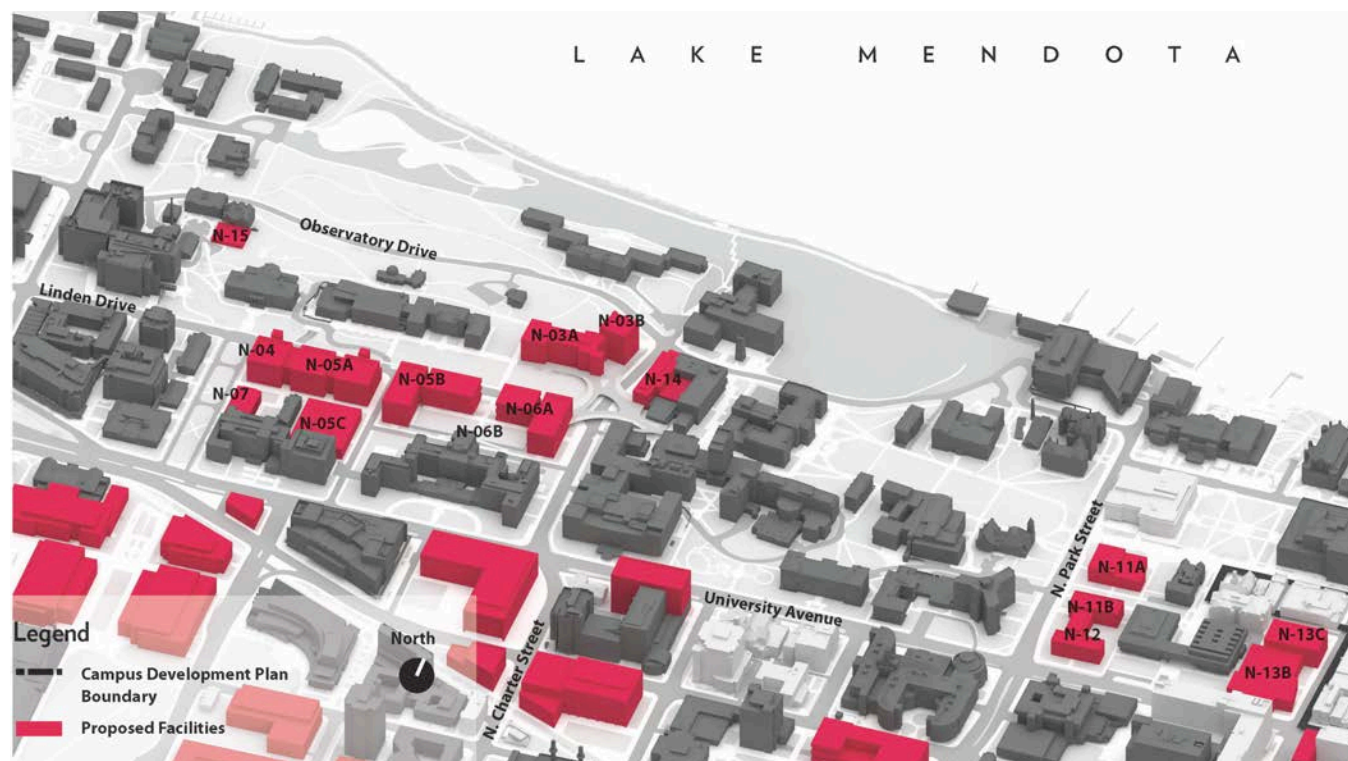 L A K E M E N D O T A
N-15
Observatory Drive
Linden Drive
N-03B
N-03A
N-04
N-05A
N-05B
N-14
N-07
N-06A
N-05C
N-06B
N. Park Street
N-11A
University Avenue
N-11B
N-12
N-13C
N-13B
N. Charter Street
Legend
North
Campus Development Plan
Boundary
Proposed Facilities